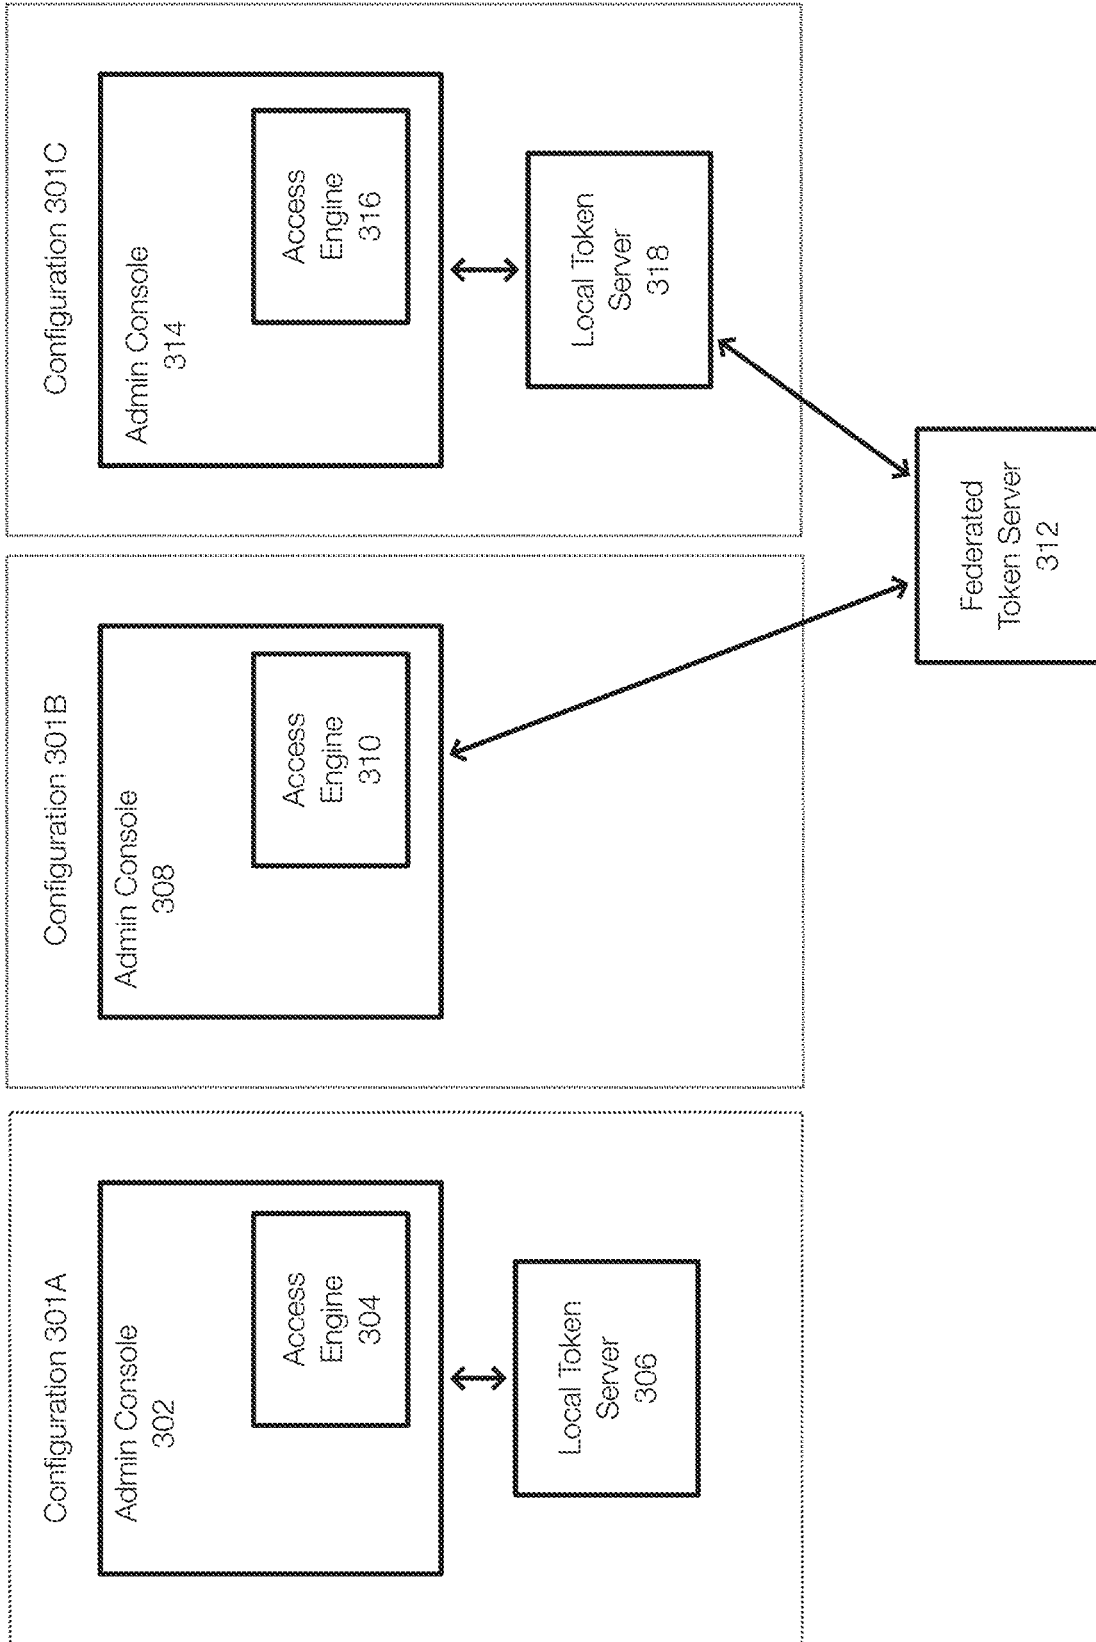 Configuration 301A
Admin Console
302
Access
Engine
304
Local Token
Server
306
Configuration 301B
Admin Console
308
Access
Engine
310
Configuration 301C
Admin Console
314
Access
Engine
316
Local Token
Server
318
Federated
Token Server
312